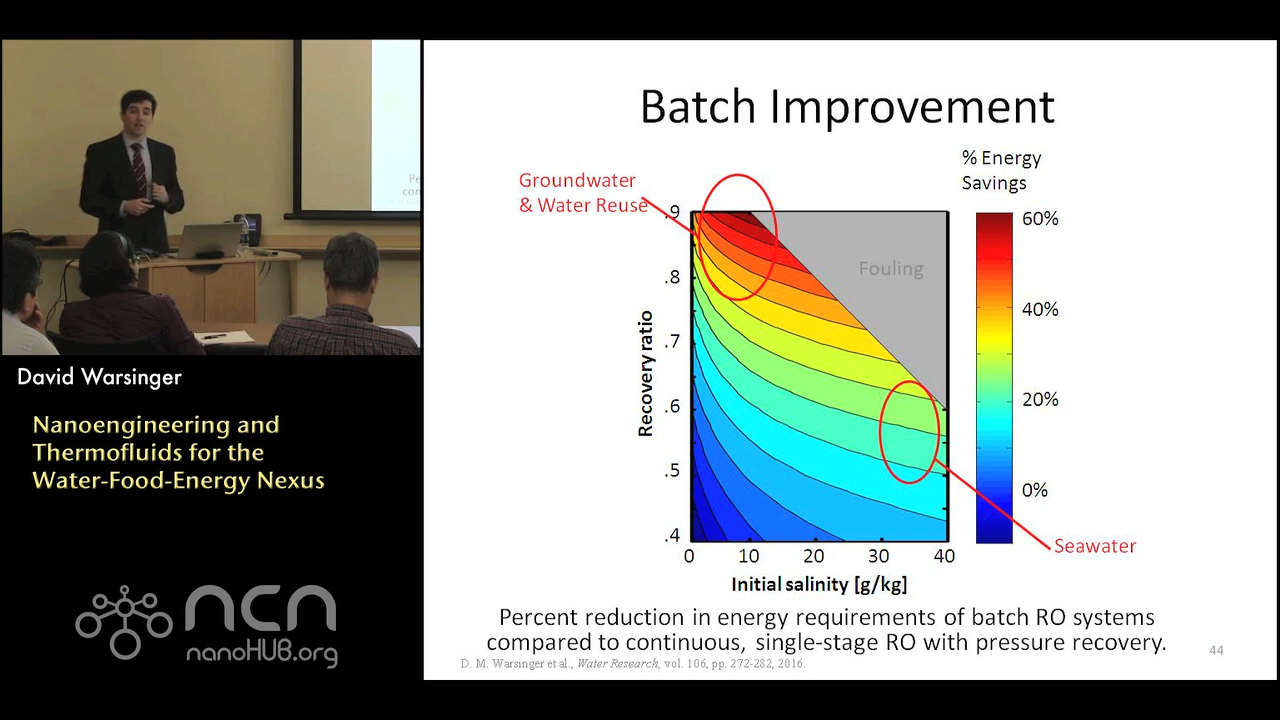 Batch Improvement
% Energy
Savings
Groundwater
& Water Reuse
Fouling
.9
.8
.7
.6
.5
.4
Recovery ratio
0
10
20
30
40
Initial salinity [g/kg]
60%
40%
20%
0%
Seawater
Percent reduction in energy requirements of batch RO systems
compared to continuous, single-stage RO with pressure recovery.
D. M. Warsinger et al., Water Research, vol. 106, pp. 272-282, 2016.
44
Pe
con
David Warsinger
Nanoengineering and
Thermofluids for the
Water-Food-Energy Nexus
ncn
nanoHUB.org